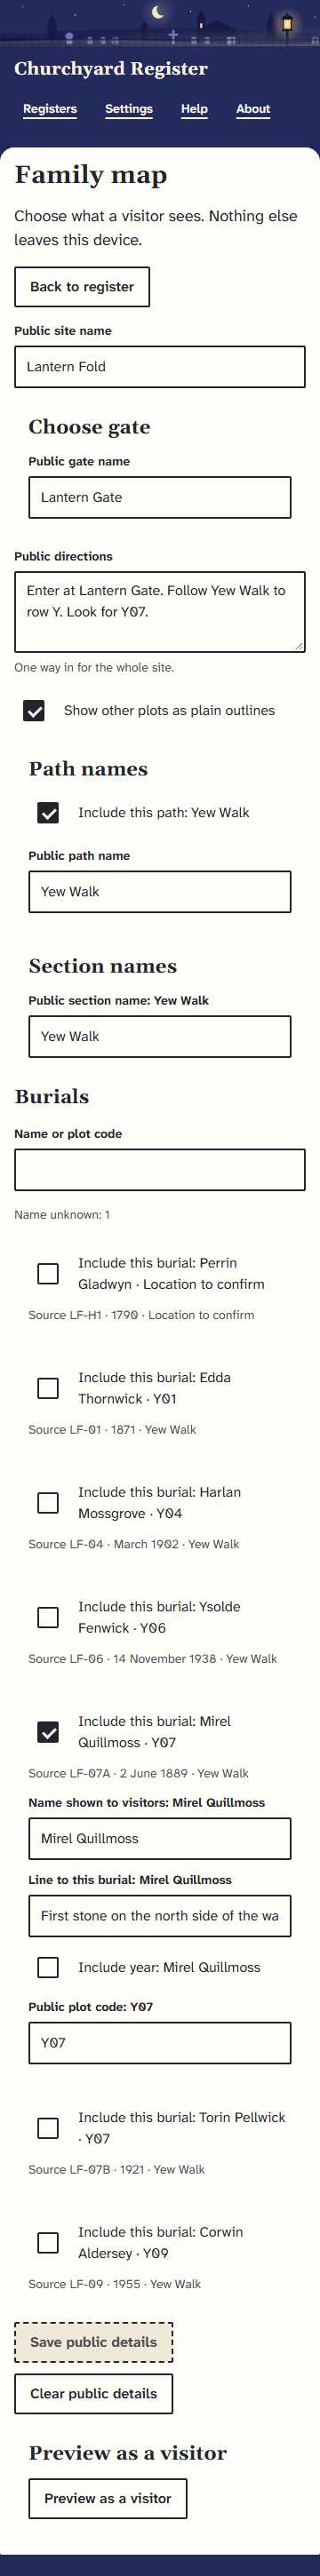 Churchyard Register
Registers Settings Help About
Family map
Choose what a visitor sees. Nothing else
leaves this device.
Back to register
Public site name
Lantern Fold
Choose gate
Public gate name
Lantern Gate
Public directions
Enter at Lantern Gate. Follow Yew Walk to
row Y. Look for Y07.
One way in for the whole site.
Show other plots as plain outlines
Path names
Include this path: Yew Walk
Public path name
Yew Walk
Section names
Public section name: Yew Walk
Yew Walk
Burials
Name or plot code
Name unknown: 1
Include this burial: Perrin
Gladwyn · Location to confirm
Source LF-H1 · 1790 · Location to confirm
Include this burial: Edda
Thornwick · Y01
Source LF-01 · 1871 · Yew Walk
Include this burial: Harlan
Mossgrove · Y04
Source LF-04 · March 1902 · Yew Walk
Include this burial: Ysolde
Fenwick · Y06
Source LF-06 · 14 November 1938 · Yew Walk
Include this burial: Mirel
Quillmoss · Y07
Source LF-07A · 2 June 1889 · Yew Walk
Name shown to visitors: Mirel Quillmoss
Mirel Quillmoss
Line to this burial: Mirel Quillmoss
First stone on the north side of the wa
Include year: Mirel Quillmoss
Public plot code: Y07
Y07
Include this burial: Torin Pellwick
· Y07
Source LF-07B · 1921 · Yew Walk
Include this burial: Corwin
Aldersey · Y09
Source LF-09 · 1955 · Yew Walk
Save public details
Clear public details
Preview as a visitor
Preview as a visitor